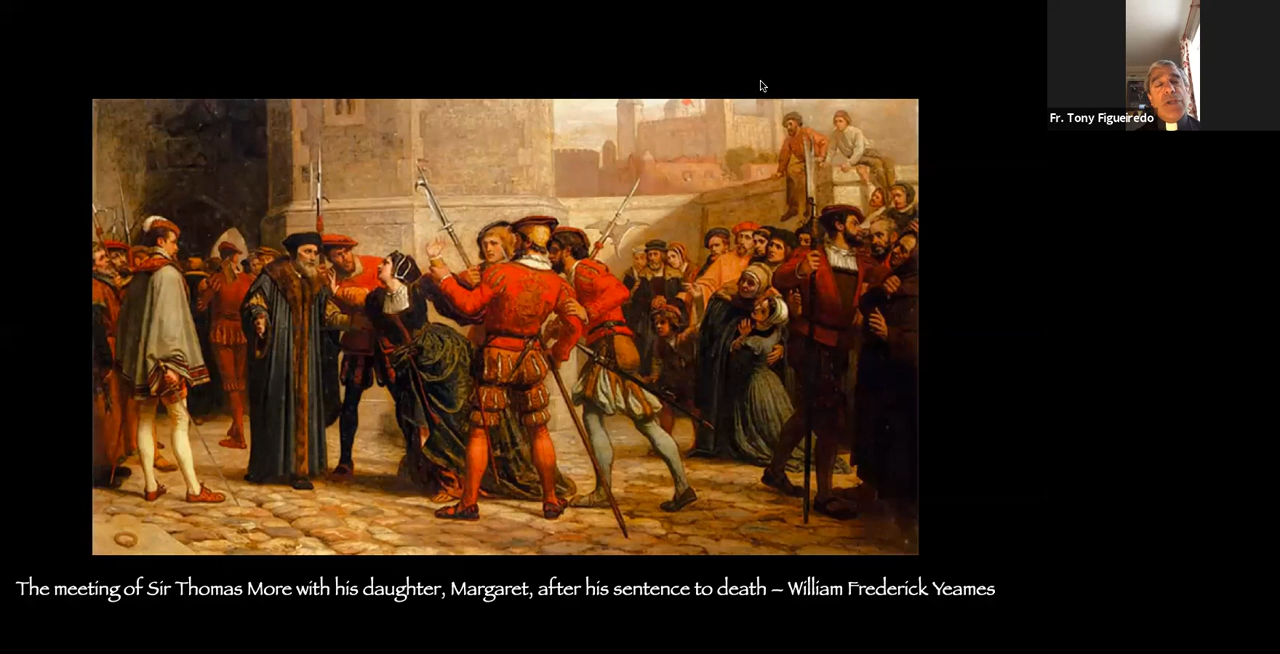 Fr. Tony Figueiredo
The meeting of Sir Thomas More with his daughter, Margaret, after his sentence to death – William Frederick Yeames